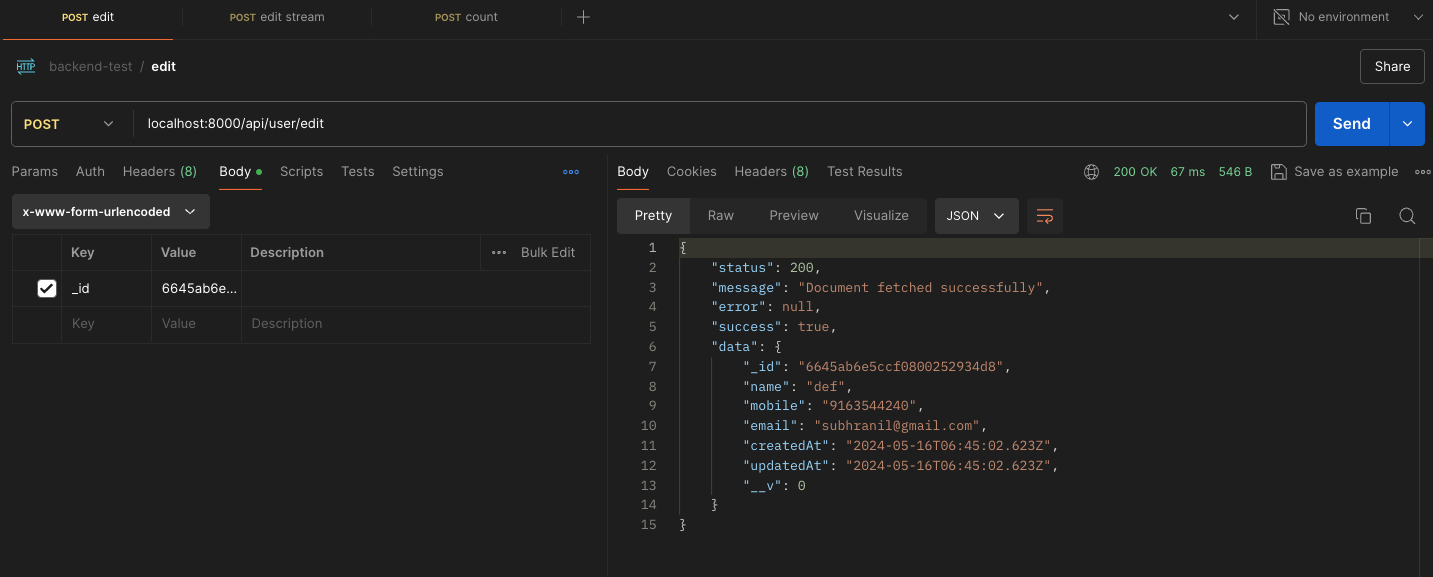 POST edit POST edit stream POST count No environment
HTTP backend-test / edit Share
POST localhost:8000/api/user/edit Send
Params Auth Headers (8) Body Scripts Tests Settings
x-www-form-urlencoded
Key Value Description Bulk Edit
_id 6645ab6e...
Key Value Description
Body Cookies Headers (8) Test Results 200 OK 67 ms 546 B Save as example
Pretty Raw Preview Visualize JSON
1 {
2 "status": 200,
3 "message": "Document fetched successfully",
4 "error": null,
5 "success": true,
6 "data": {
7 "_id": "6645ab6e5ccf0800252934d8",
8 "name": "def",
9 "mobile": "9163544240",
10 "email": "subhranil@gmail.com",
11 "createdAt": "2024-05-16T06:45:02.623Z",
12 "updatedAt": "2024-05-16T06:45:02.623Z",
13 "__v": 0
14 }
15 }